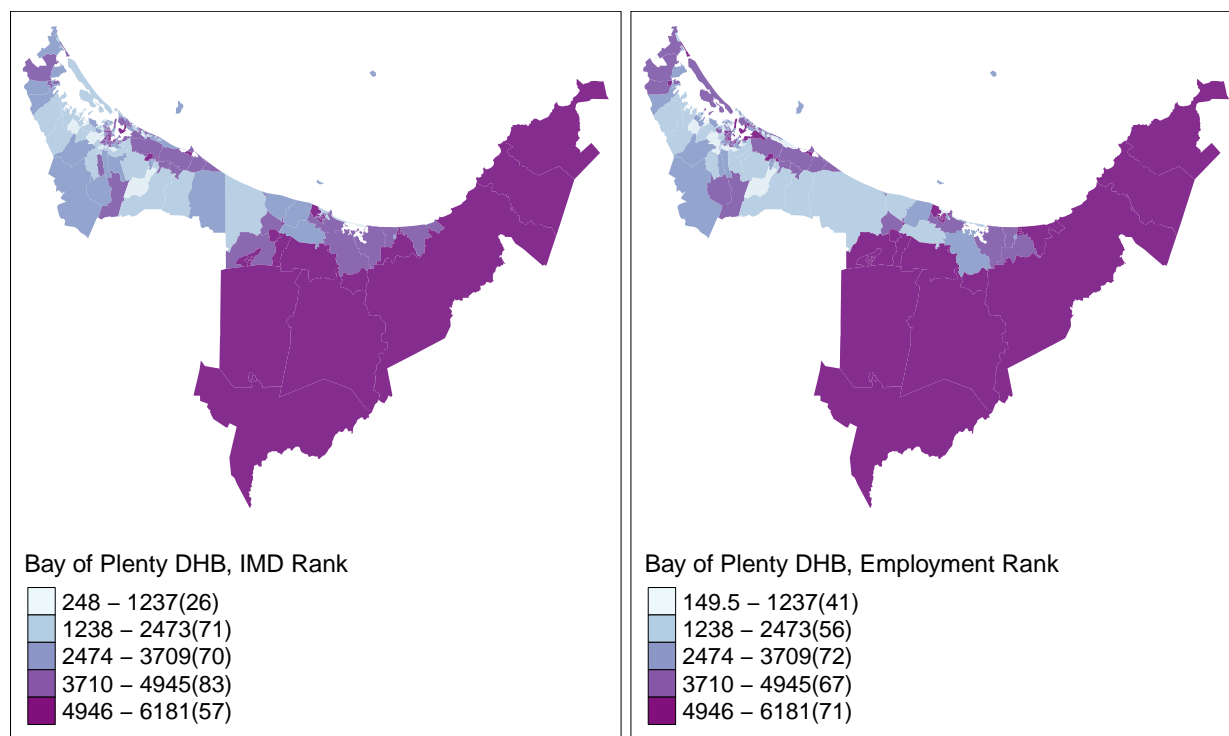 Bay of Plenty DHB, IMD Rank
248 – 1237(26)
1238 – 2473(71)
2474 – 3709(70)
3710 – 4945(83)
4946 – 6181(57)
Bay of Plenty DHB, Employment Rank
149.5 – 1237(41)
1238 – 2473(56)
2474 – 3709(72)
3710 – 4945(67)
4946 – 6181(71)